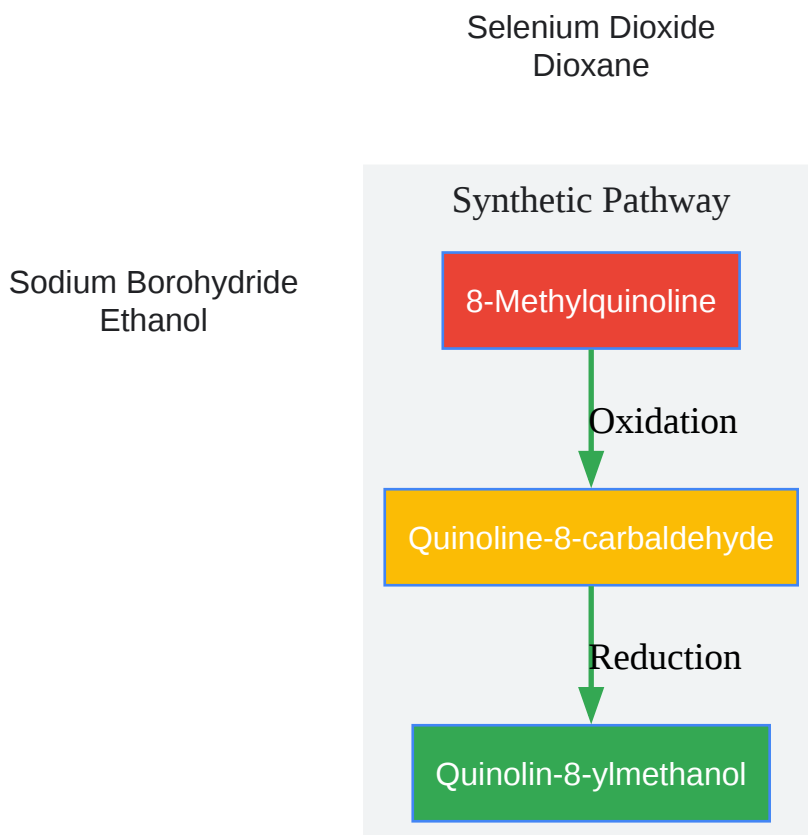 Selenium Dioxide
Dioxane
Synthetic Pathway
Sodium Borohydride
Ethanol
8-Methylquinoline
Oxidation
Quinoline-8-carbaldehyde
Reduction
Quinolin-8-ylmethanol